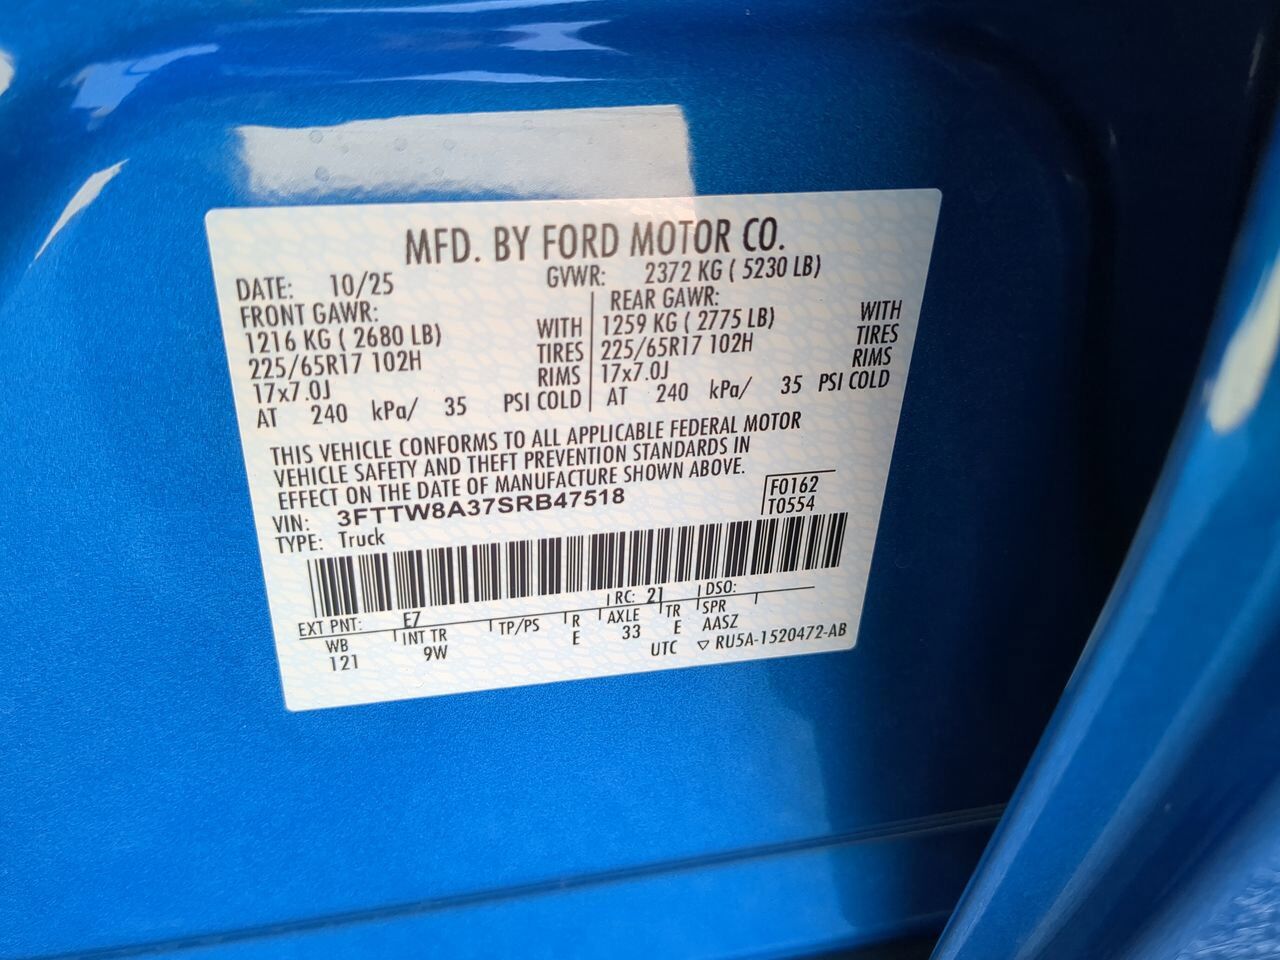 MFD. BY FORD MOTOR CO.
DATE: 10/25 GVWR: 2372 KG ( 5230 LB)
FRONT GAWR: REAR GAWR:
1216 KG ( 2680 LB) WITH 1259 KG ( 2775 LB) WITH
225/65R17 102H TIRES 225/65R17 102H TIRES
17x7.0J RIMS 17x7.0J RIMS
AT 240 kPa/ 35 PSI COLD AT 240 kPa/ 35 PSI COLD
THIS VEHICLE CONFORMS TO ALL APPLICABLE FEDERAL MOTOR
VEHICLE SAFETY AND THEFT PREVENTION STANDARDS IN
EFFECT ON THE DATE OF MANUFACTURE SHOWN ABOVE.
VIN: 3FTTW8A37SRB47518 F0162
TYPE: Truck T0554
EXT PNT: E7 RC: 21 DSO:
WB INT TR TP/PS R AXLE TR SPR
121 9W E 33 E AASZ
UTC ▽ RU5A-1520472-AB